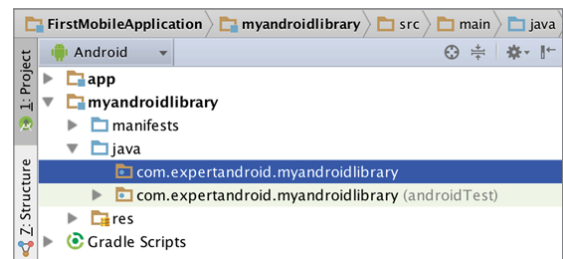 FirstMobileApplication myandroidlibrary src main java
Android
1: Project
app
myandroidlibrary
manifests
java
com.expertandroid.myandroidlibrary
com.expertandroid.myandroidlibrary (androidTest)
res
Gradle Scripts
Z: Structure